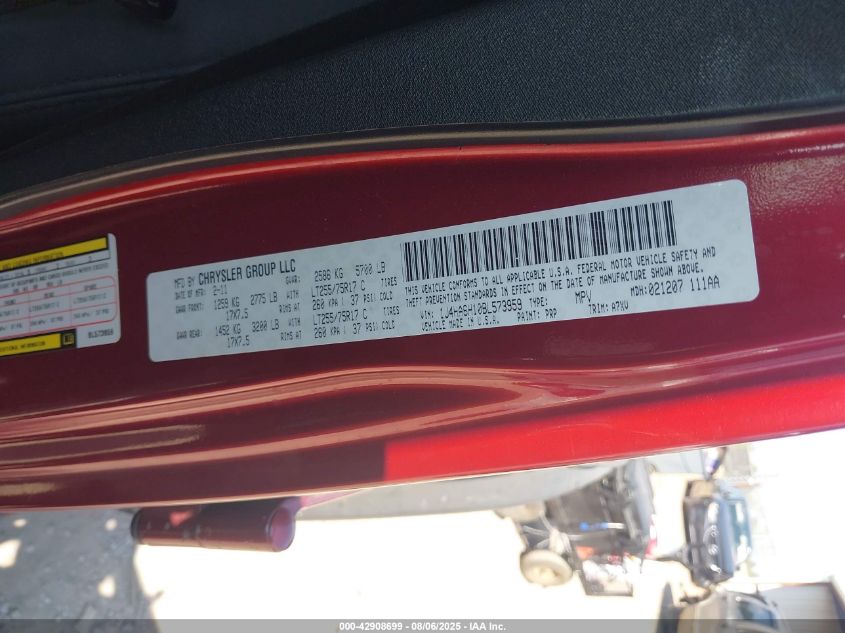 MFD BY CHRYSLER GROUP LLC
DATE OF MFR: 2-11 GVWR: 2586 KG 5700 LB
GAWR FRONT: 1259 KG 2775 LB WITH LT255/75R17 C TIRES
17X7.5 RIMS AT 260 KPA / 37 PSI COLD
GAWR REAR: 1452 KG 3200 LB WITH LT255/75R17 C TIRES
17X7.5 RIMS AT 260 KPA / 37 PSI COLD
THIS VEHICLE CONFORMS TO ALL APPLICABLE U.S.A. FEDERAL MOTOR VEHICLE SAFETY AND
THEFT PREVENTION STANDARDS IN EFFECT ON THE DATE OF MANUFACTURE SHOWN ABOVE.
VIN: 1J4HA6H10BL573959 TYPE: MPV MDH: 021207 111AA
VEHICLE MADE IN U.S.A. PAINT: PRP TRIM: A7XV
BL573959
000-42908699 - 08/06/2025 - IAA Inc.